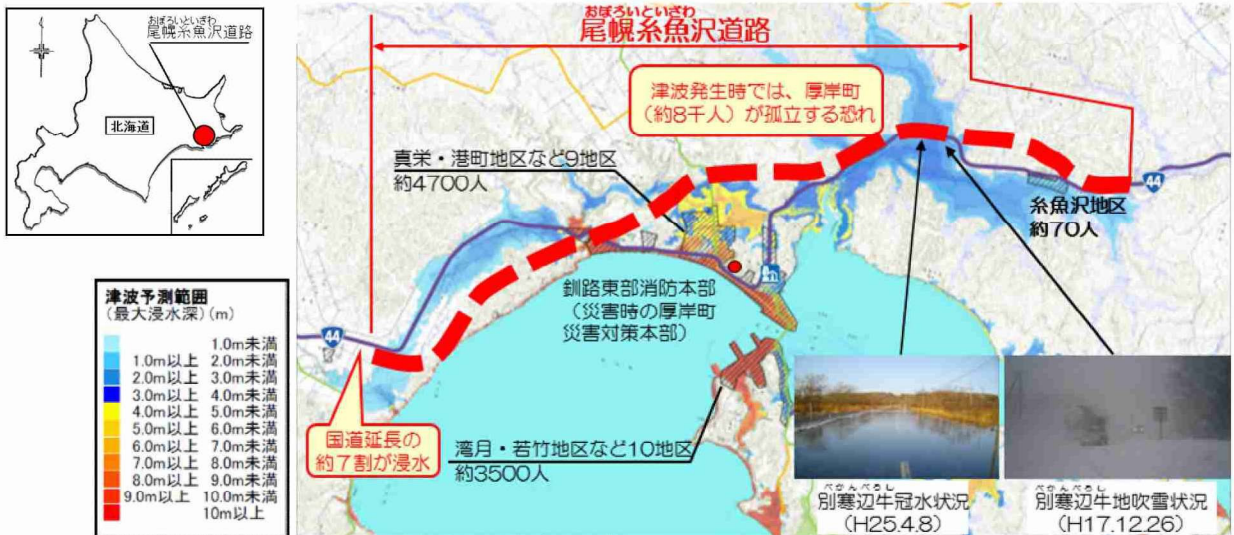 おぼろいといざわ
尾幌糸魚沢道路
北海道
おぼろいといざわ
尾幌糸魚沢道路
津波発生時では、厚岸町
（約8千人）が孤立する恐れ
真栄・港町地区など9地区
約4700人
44
糸魚沢地区
約70人
釧路東部消防本部
（災害時の厚岸町
災害対策本部）
津波予測範囲
(最大浸水深)(m)
1.0m未満
1.0m以上 2.0m未満
2.0m以上 3.0m未満
3.0m以上 4.0m未満
4.0m以上 5.0m未満
5.0m以上 6.0m未満
6.0m以上 7.0m未満
7.0m以上 8.0m未満
8.0m以上 9.0m未満
9.0m以上 10.0m未満
10m以上
44
国道延長の
約7割が浸水
湾月・若竹地区など10地区
約3500人
べかんべうし
別寒辺牛冠水状況
(H25.4.8)
べかんべうし
別寒辺牛地吹雪状況
(H17.12.26)